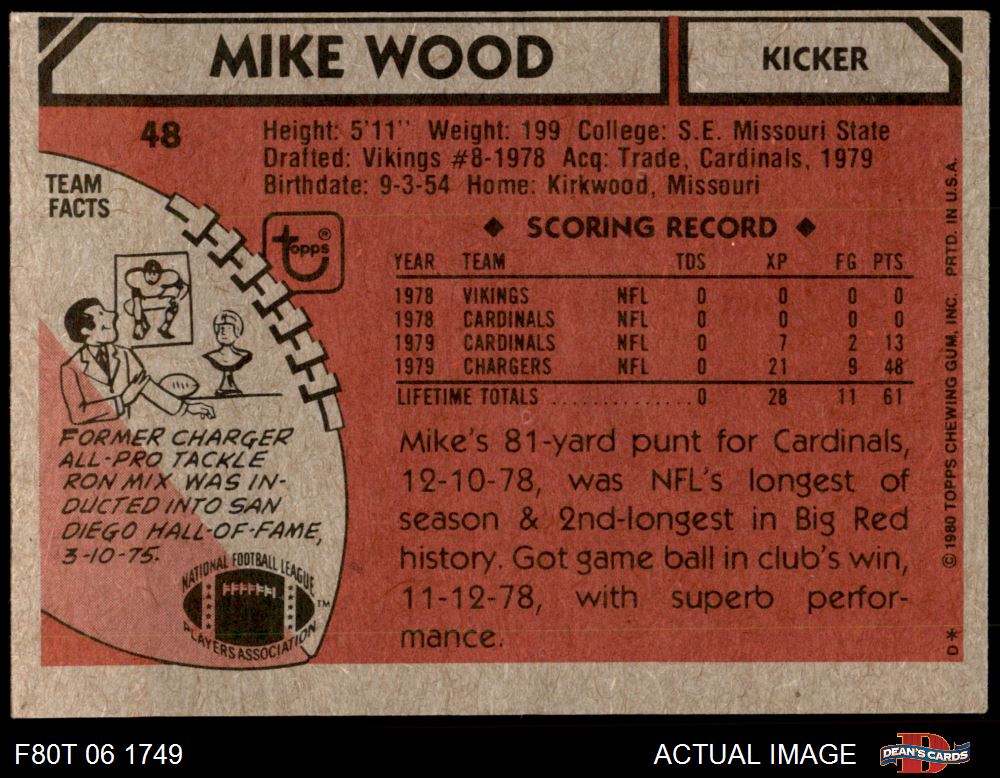 MIKE WOOD
KICKER
48
Height: 5'11" Weight: 199 College: S.E. Missouri State
Drafted: Vikings #8-1978 Acq: Trade, Cardinals, 1979
Birthdate: 9-3-54 Home: Kirkwood, Missouri
TEAM
FACTS
topps®
◆ SCORING RECORD ◆
YEAR TEAM TDS XP FG PTS
1978 VIKINGS NFL 0 0 0 0
1978 CARDINALS NFL 0 0 0 0
1979 CARDINALS NFL 0 7 2 13
1979 CHARGERS NFL 0 21 9 48
LIFETIME TOTALS ..............0 28 11 61
FORMER CHARGER
ALL-PRO TACKLE
RON MIX WAS IN-
DUCTED INTO SAN
DIEGO HALL-OF-FAME,
3-10-75.
NATIONAL FOOTBALL LEAGUE
PLAYERS ASSOCIATION
TM
Mike's 81-yard punt for Cardinals,
12-10-78, was NFL's longest of
season & 2nd-longest in Big Red
history. Got game ball in club's win,
11-12-78, with superb perfor-
mance.
D* © 1980 TOPPS CHEWING GUM, INC. PRTD. IN U.S.A.
F80T 06 1749
ACTUAL IMAGE
D
DEAN'S CARDS